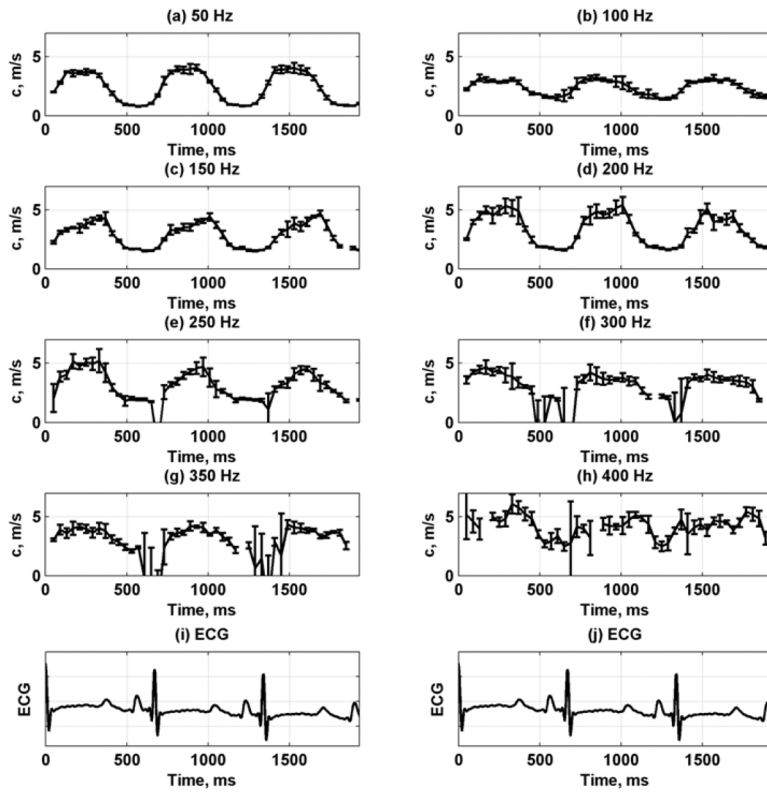 (a) 50 Hz
(b) 100 Hz
c, m/s
5
0
0 500 1000 1500
Time, ms
c, m/s
5
0
0 500 1000 1500
Time, ms
(c) 150 Hz
(d) 200 Hz
c, m/s
5
0
0 500 1000 1500
Time, ms
c, m/s
5
0
0 500 1000 1500
Time, ms
(e) 250 Hz
(f) 300 Hz
c, m/s
5
0
0 500 1000 1500
Time, ms
c, m/s
5
0
0 500 1000 1500
Time, ms
(g) 350 Hz
(h) 400 Hz
c, m/s
5
0
0 500 1000 1500
Time, ms
c, m/s
5
0
0 500 1000 1500
Time, ms
(i) ECG
(j) ECG
ECG
0 500 1000 1500
Time, ms
ECG
0 500 1000 1500
Time, ms